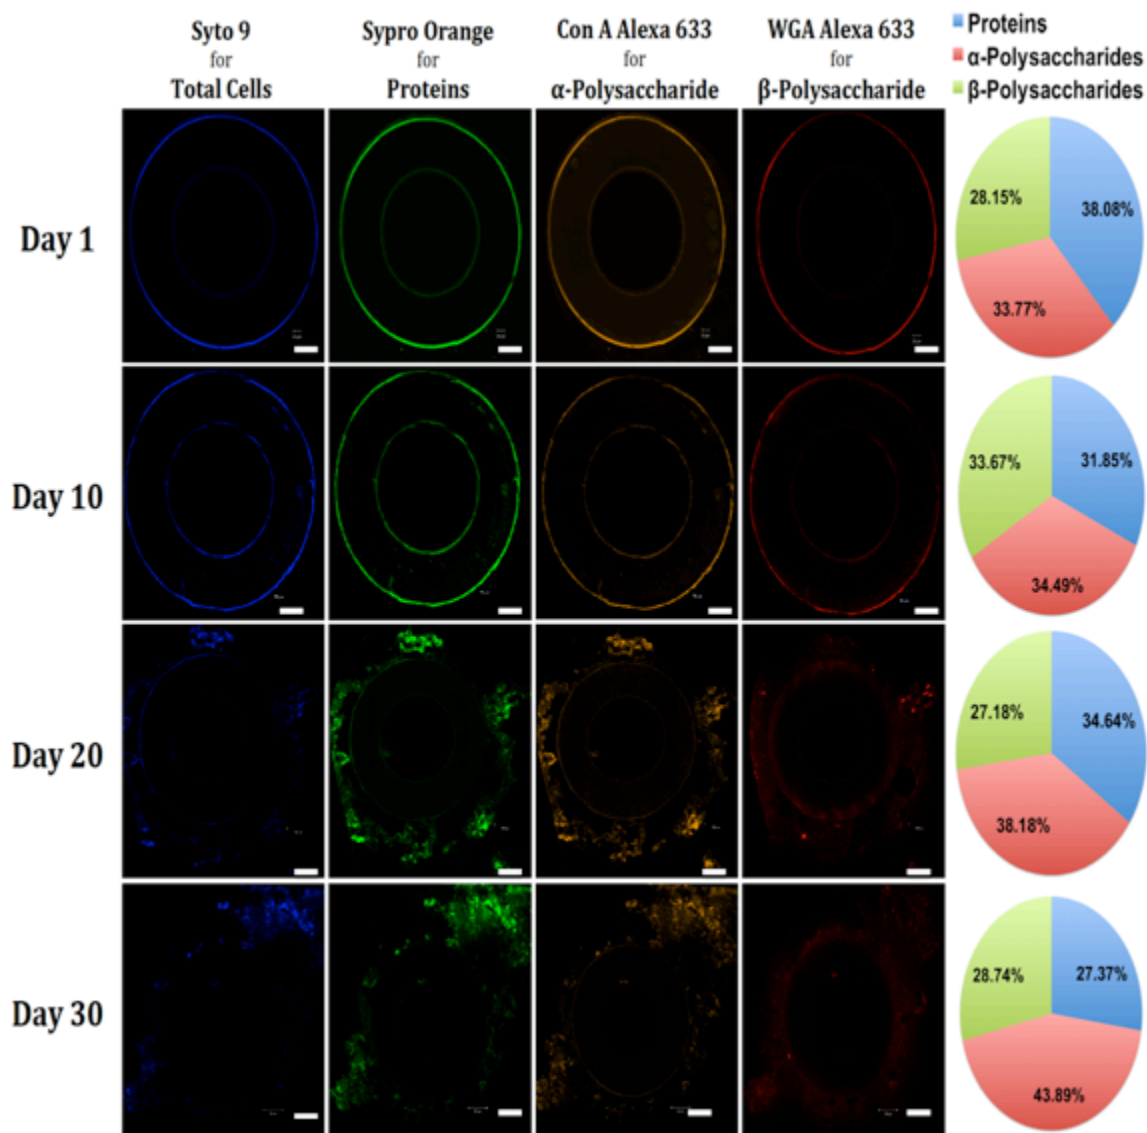 Syto 9
for
Total Cells
Sypro Orange
for
Proteins
Con A Alexa 633
for
α-Polysaccharide
WGA Alexa 633
for
β-Polysaccharide
Proteins
α-Polysaccharides
β-Polysaccharides
Day 1
28.15%
38.08%
33.77%
Day 10
33.67%
31.85%
34.49%
Day 20
27.18%
34.64%
38.18%
Day 30
28.74%
27.37%
43.89%